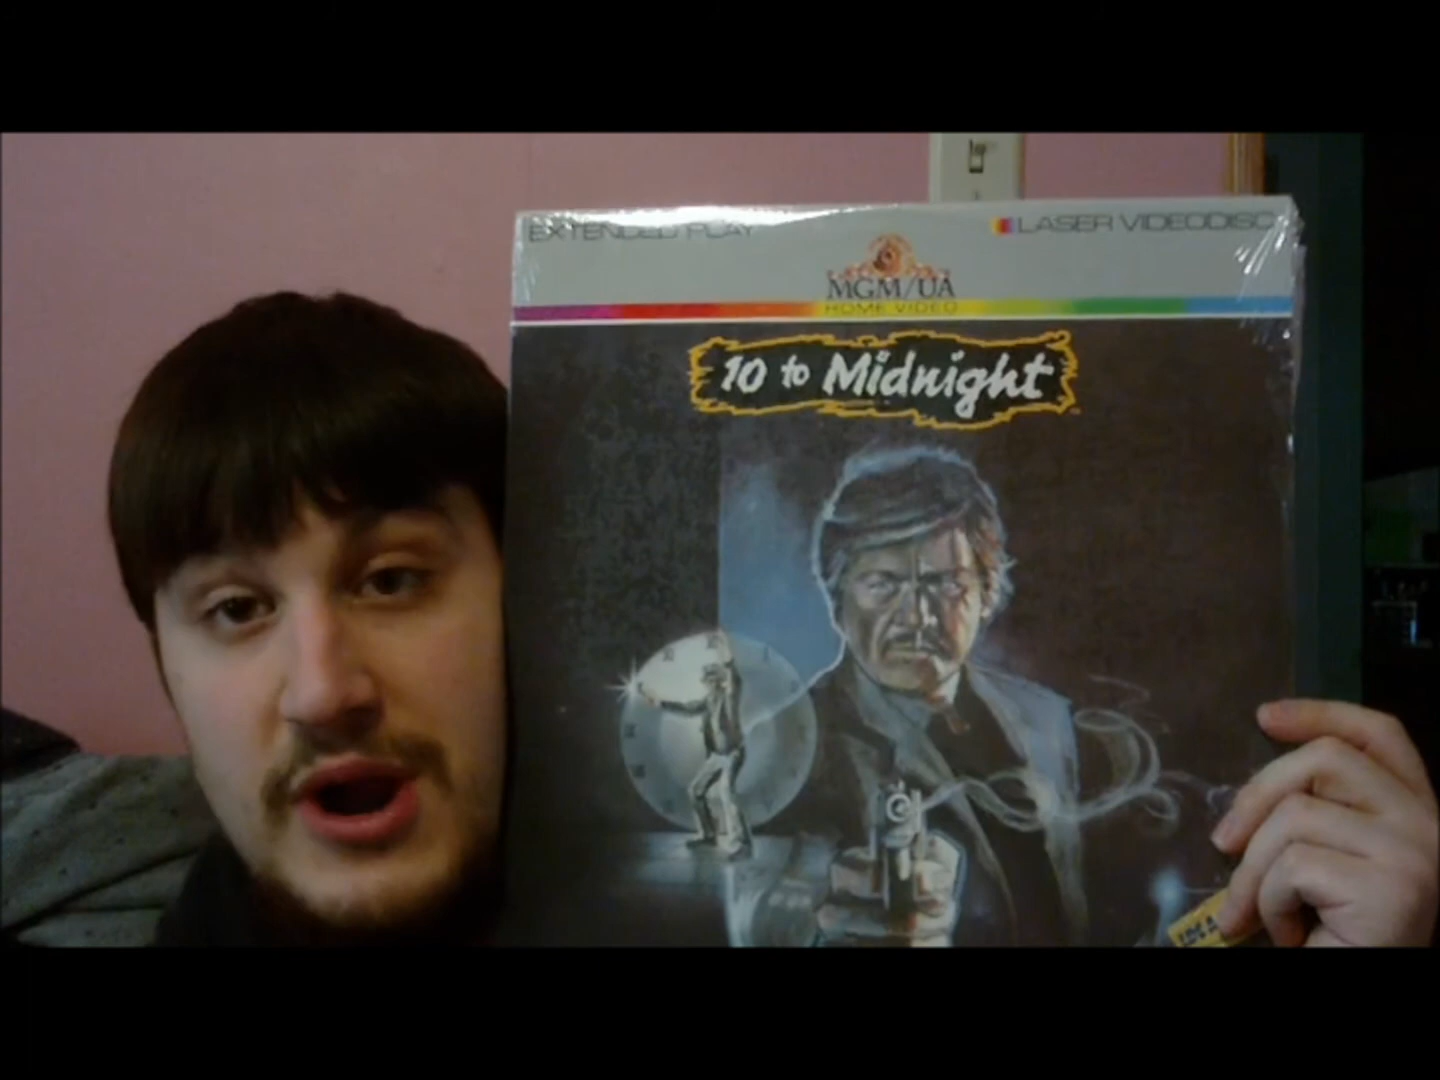 EXTENDED PLAY
LASER VIDEODISC
MGM/UA
HOME VIDEO
10 to Midnight